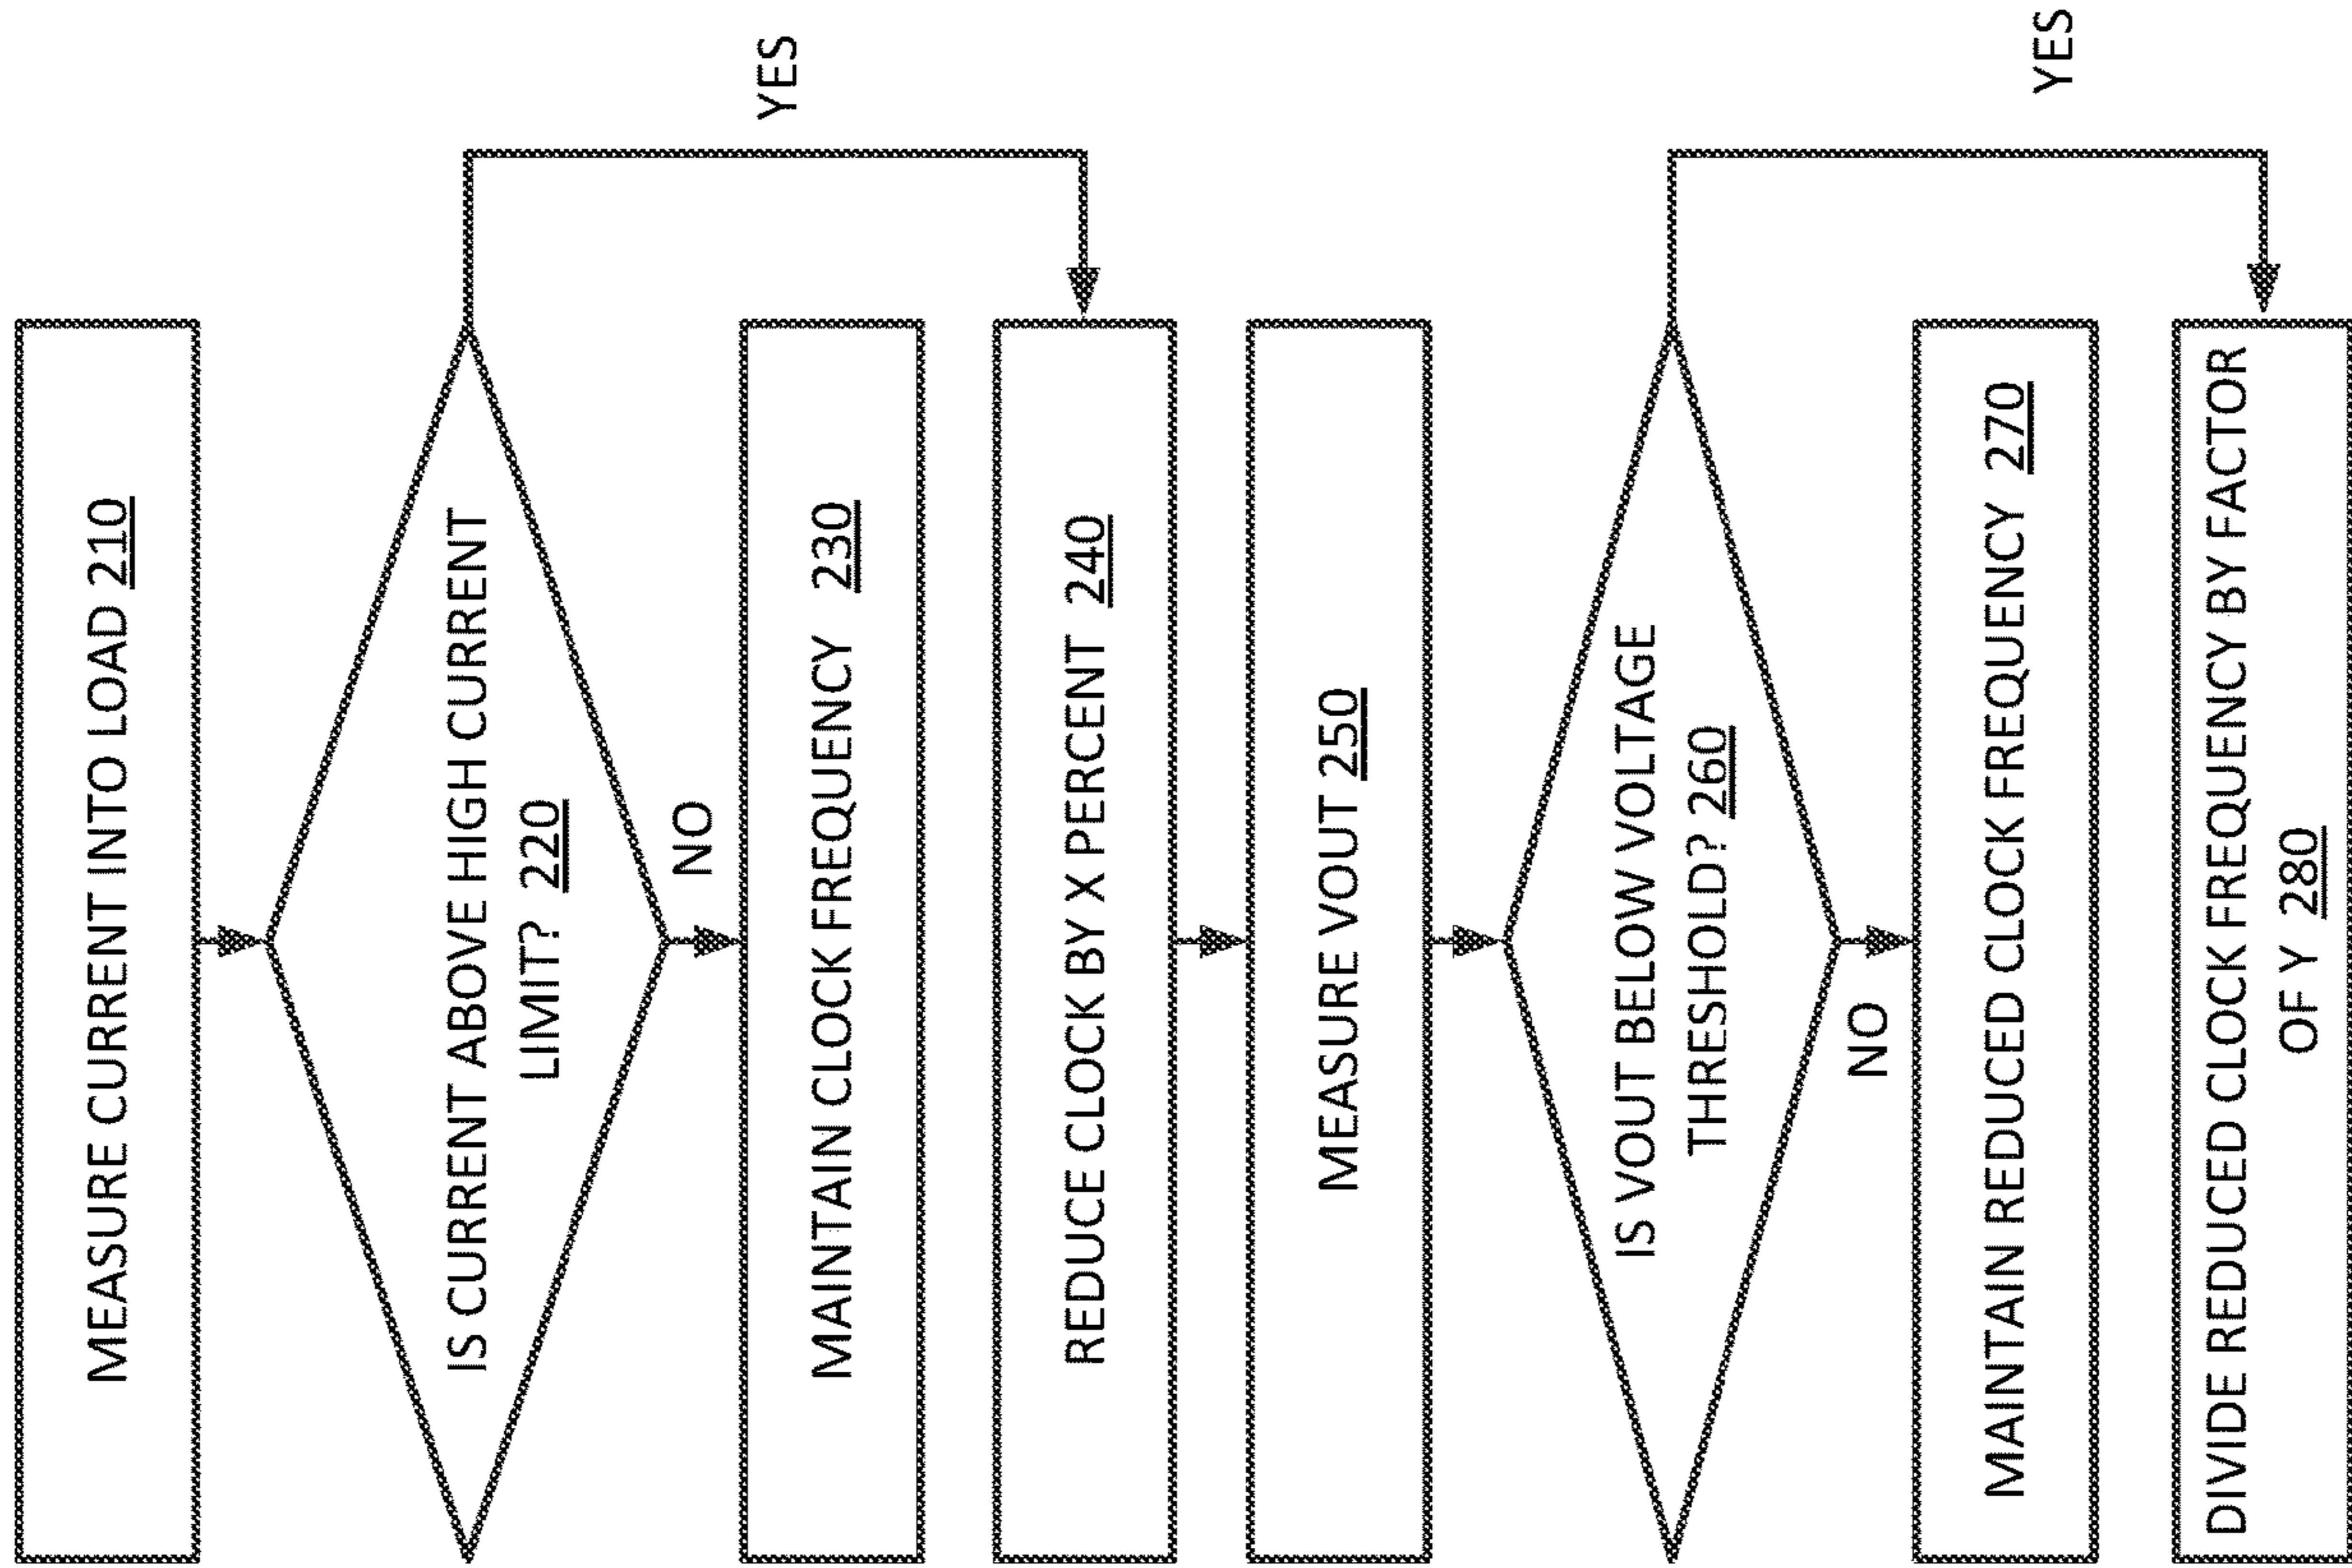 MEASURE CURRENT INTO LOAD 210
IS CURRENT ABOVE HIGH CURRENT
LIMIT? 220
YES
NO
MAINTAIN CLOCK FREQUENCY 230
REDUCE CLOCK BY X PERCENT 240
MEASURE VOUT 250
IS VOUT BELOW VOLTAGE
THRESHOLD? 260
YES
NO
MAINTAIN REDUCED CLOCK FREQUENCY 270
DIVIDE REDUCED CLOCK FREQUENCY BY FACTOR
OF Y 280